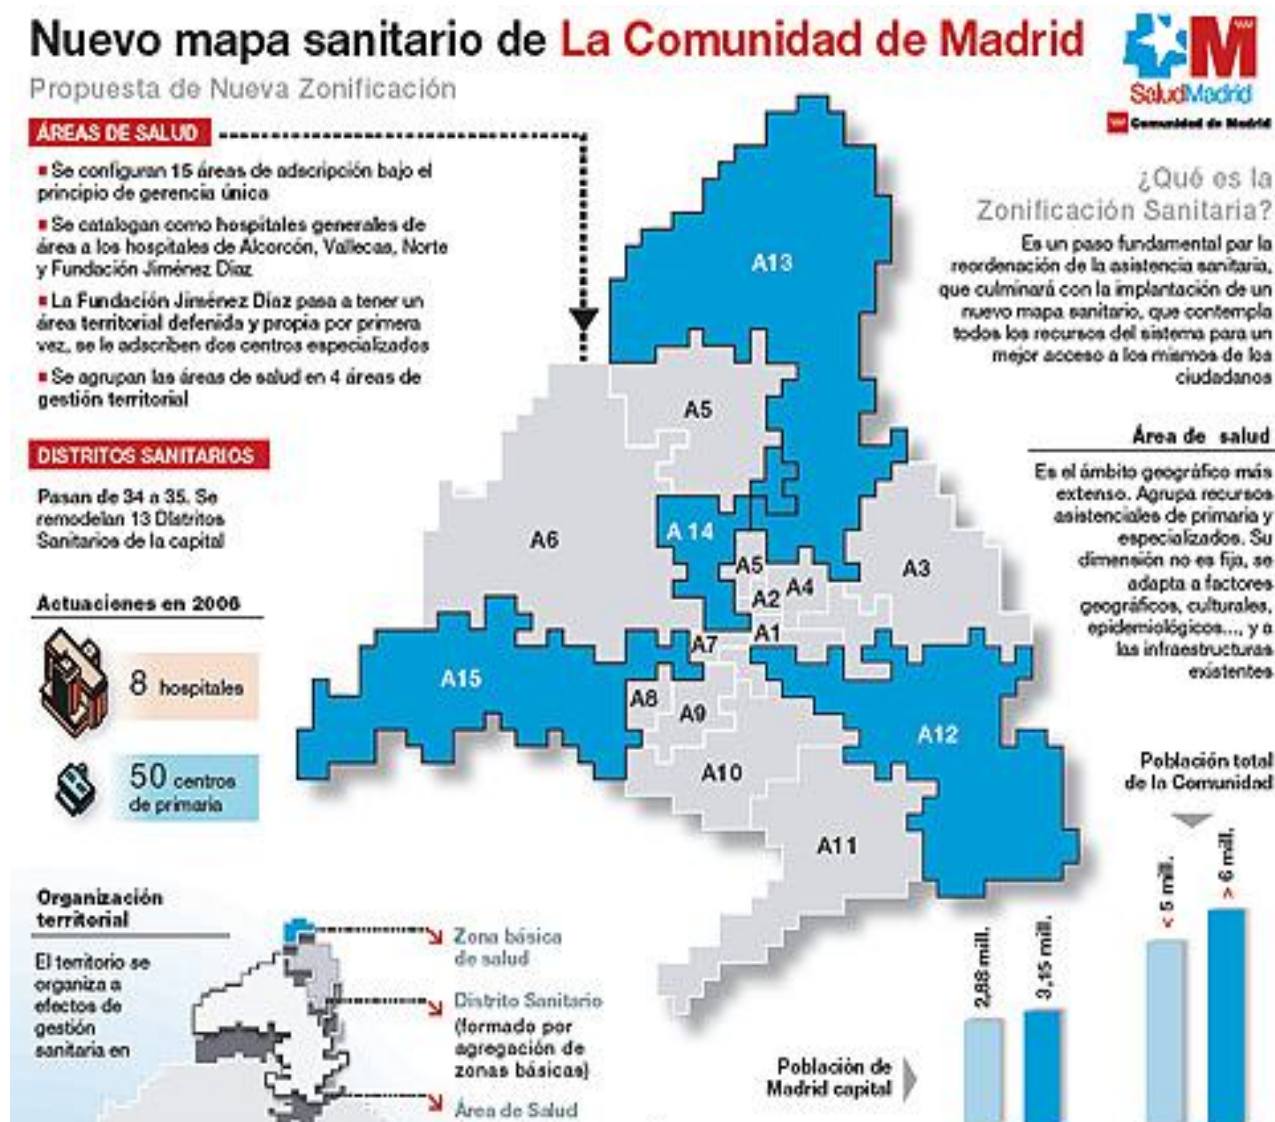 Nuevo mapa sanitario de La Comunidad de Madrid
Propuesta de Nueva Zonificación
SaludMadrid
Comunidad de Madrid
ÁREAS DE SALUD
Se configuran 15 áreas de adscripción bajo el
principio de gerencia única
Se catalogan como hospitales generales de
área a los hospitales de Alcorcón, Vallecas, Norte
y Fundación Jiménez Díaz
La Fundación Jiménez Díaz pasa a tener un
área territorial defenida y propia por primera
vez, se le adscriben dos centros especializados
Se agrupan las áreas de salud en 4 áreas de
gestión territorial
DISTRITOS SANITARIOS
Pasan de 34 a 35. Se
remodelan 13 Distritos
Sanitarios de la capital
Actuaciones en 2006
8 hospitales
50 centros
de primaria
A13
A5
A6
A 14
A5
A3
A4
A2
A1
A7
A15
A8
A9
A12
A10
A11
¿Qué es la
Zonificación Sanitaria?
Es un paso fundamental par la
reordenación de la asistencia sanitaria,
que culminará con la implantación de un
nuevo mapa sanitario, que contempla
todos los recursos del sistema para un
mejor acceso a los mismos de los
ciudadanos
Área de salud
Es el ámbito geográfico más
extenso. Agrupa recursos
asistenciales de primaria y
especializados. Su
dimensión no es fija, se
adapta a factores
geográficos, culturales,
epidemiológicos..., y a
las infraestructuras
existentes
Población total
de la Comunidad
< 5 mill.
> 6 mill.
2,88 mill.
3,15 mill.
Población de
Madrid capital
Organización
territorial
El territorio se
organiza a
efectos de
gestión
sanitaria en
Zona básica
de salud
Distrito Sanitario
(formado por
agregación de
zonas básicas)
Área de Salud